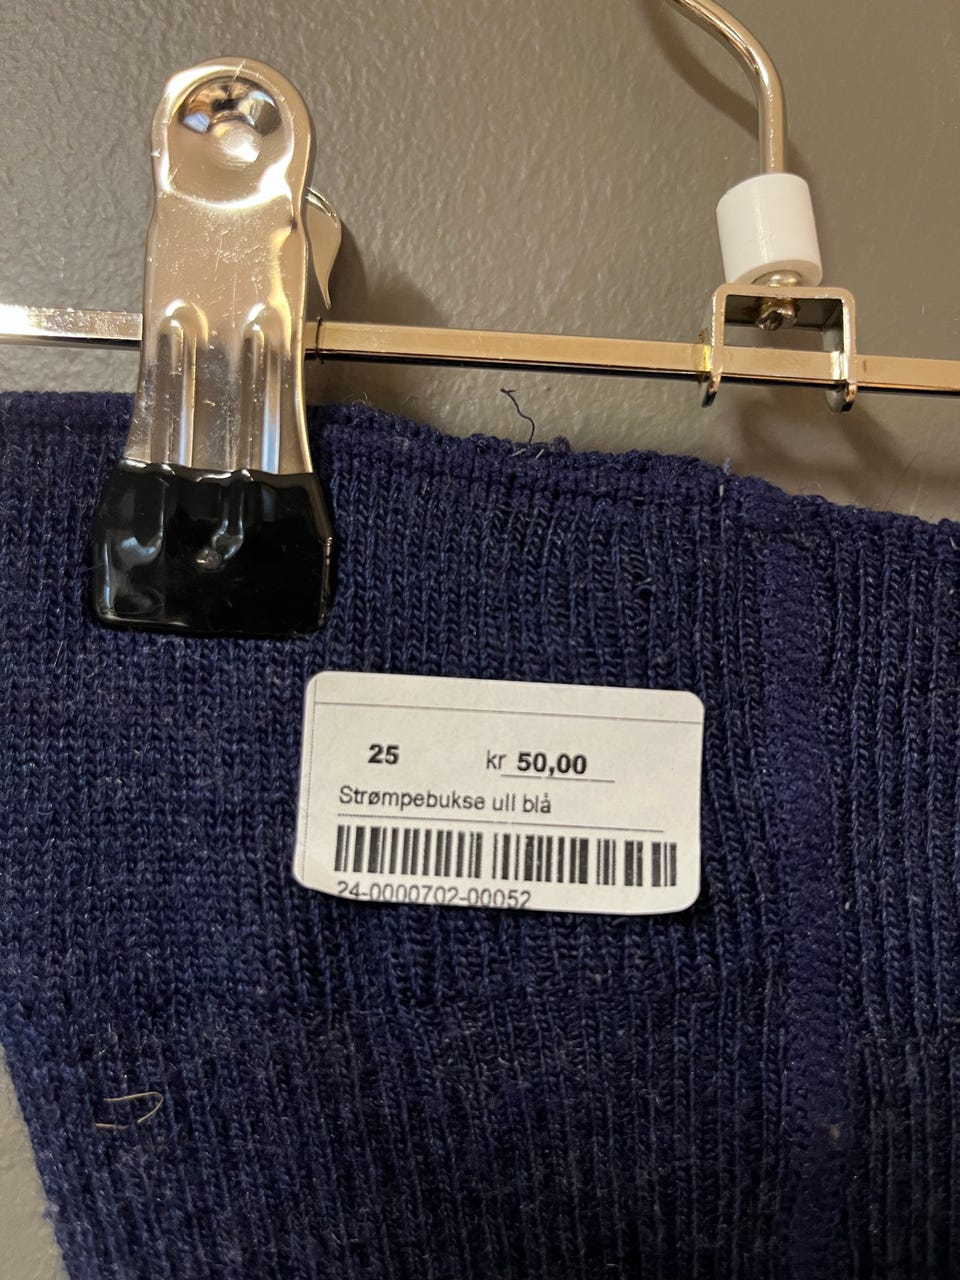 25 kr 50,00
Strømpebukse ull blå
24-0000702-00052